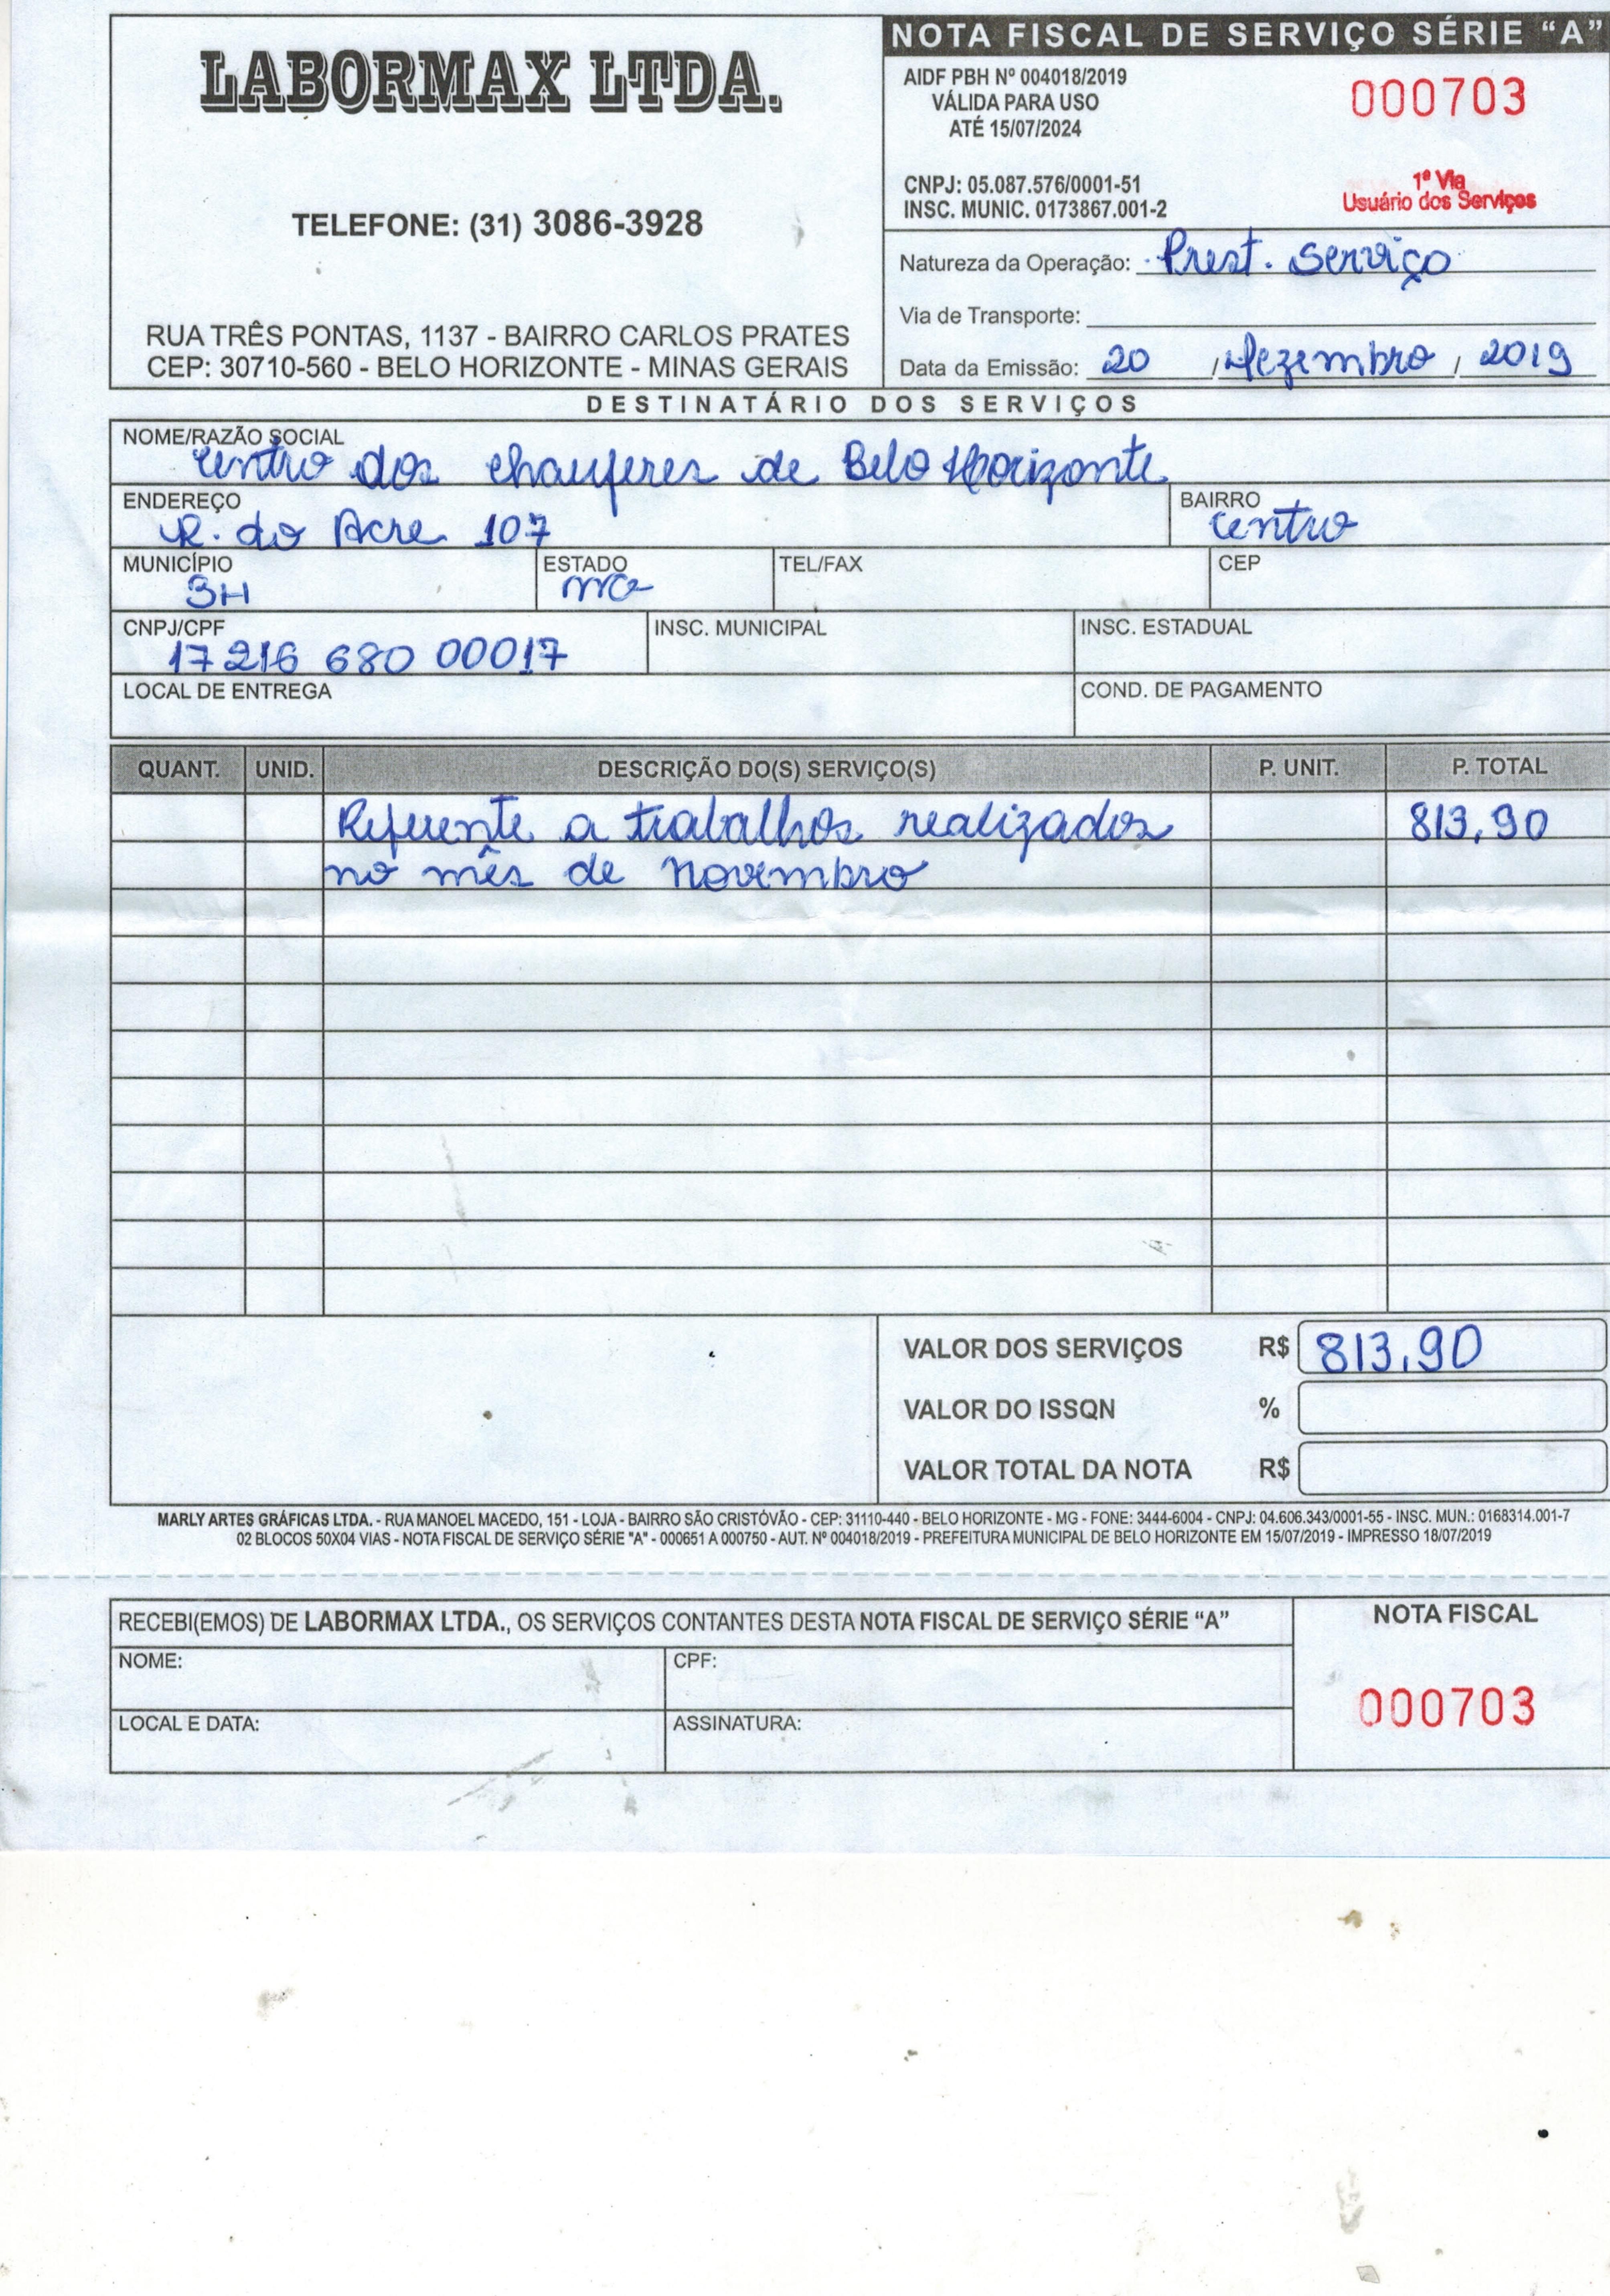 LABORMAX LTDA.
TELEFONE: (31) 3086-3928
RUA TRÊS PONTAS, 1137 - BAIRRO CARLOS PRATES
CEP: 30710-560 - BELO HORIZONTE - MINAS GERAIS
NOTA FISCAL DE SERVIÇO SÉRIE “A”
AIDF PBH Nº 004018/2019
VÁLIDA PARA USO
ATÉ 15/07/2024
000703
CNPJ: 05.087.576/0001-51
INSC. MUNIC. 0173867.001-2
1ª Via
Usuário dos Serviços
Natureza da Operação: Prest. Serviço
Via de Transporte:
Data da Emissão: 20 / Dezembro / 2019
DESTINATÁRIO DOS SERVIÇOS
NOME/RAZÃO SOCIAL
Centro dos chauferes de Belo Horizonte
ENDEREÇO BAIRRO
R. do Acre 107 Centro
MUNICÍPIO ESTADO TEL/FAX CEP
BH MG
CNPJ/CPF INSC. MUNICIPAL INSC. ESTADUAL
17 216 680 00017
LOCAL DE ENTREGA COND. DE PAGAMENTO
QUANT. UNID. DESCRIÇÃO DO(S) SERVIÇO(S) P. UNIT. P. TOTAL
Referente a trabalhos realizados 813,90
no mês de novembro
VALOR DOS SERVIÇOS R$ 813,90
VALOR DO ISSQN %
VALOR TOTAL DA NOTA R$
MARLY ARTES GRÁFICAS LTDA. - RUA MANOEL MACEDO, 151 - LOJA - BAIRRO SÃO CRISTÓVÃO - CEP: 31110-440 - BELO HORIZONTE - MG - FONE: 3444-6004 - CNPJ: 04.606.343/0001-55 - INSC. MUN.: 0168314.001-7
02 BLOCOS 50X04 VIAS - NOTA FISCAL DE SERVIÇO SÉRIE "A" - 000651 A 000750 - AUT. Nº 004018/2019 - PREFEITURA MUNICIPAL DE BELO HORIZONTE EM 15/07/2019 - IMPRESSO 18/07/2019
RECEBI(EMOS) DE LABORMAX LTDA., OS SERVIÇOS CONTANTES DESTA NOTA FISCAL DE SERVIÇO SÉRIE “A”
NOTA FISCAL
NOME: CPF:
000703
LOCAL E DATA: ASSINATURA: